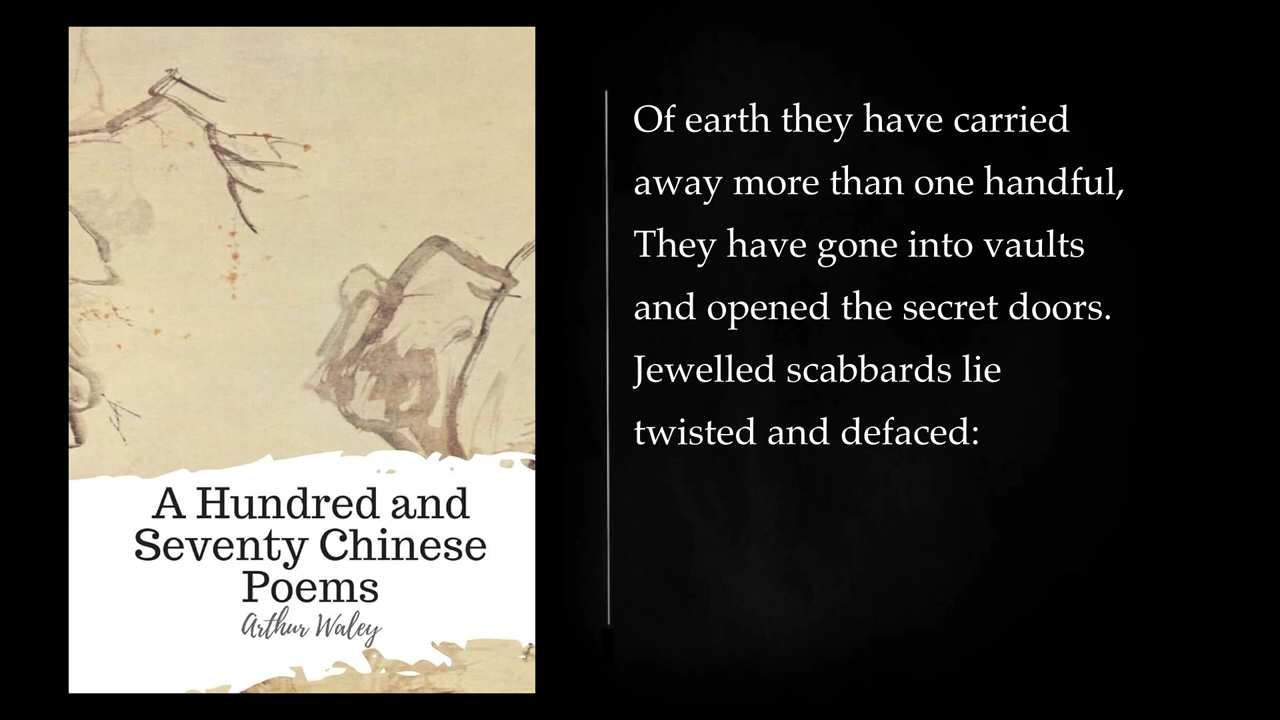 A Hundred and
Seventy Chinese
Poems
Arthur Waley
Of earth they have carried
away more than one handful,
They have gone into vaults
and opened the secret doors.
Jewelled scabbards lie
twisted and defaced: